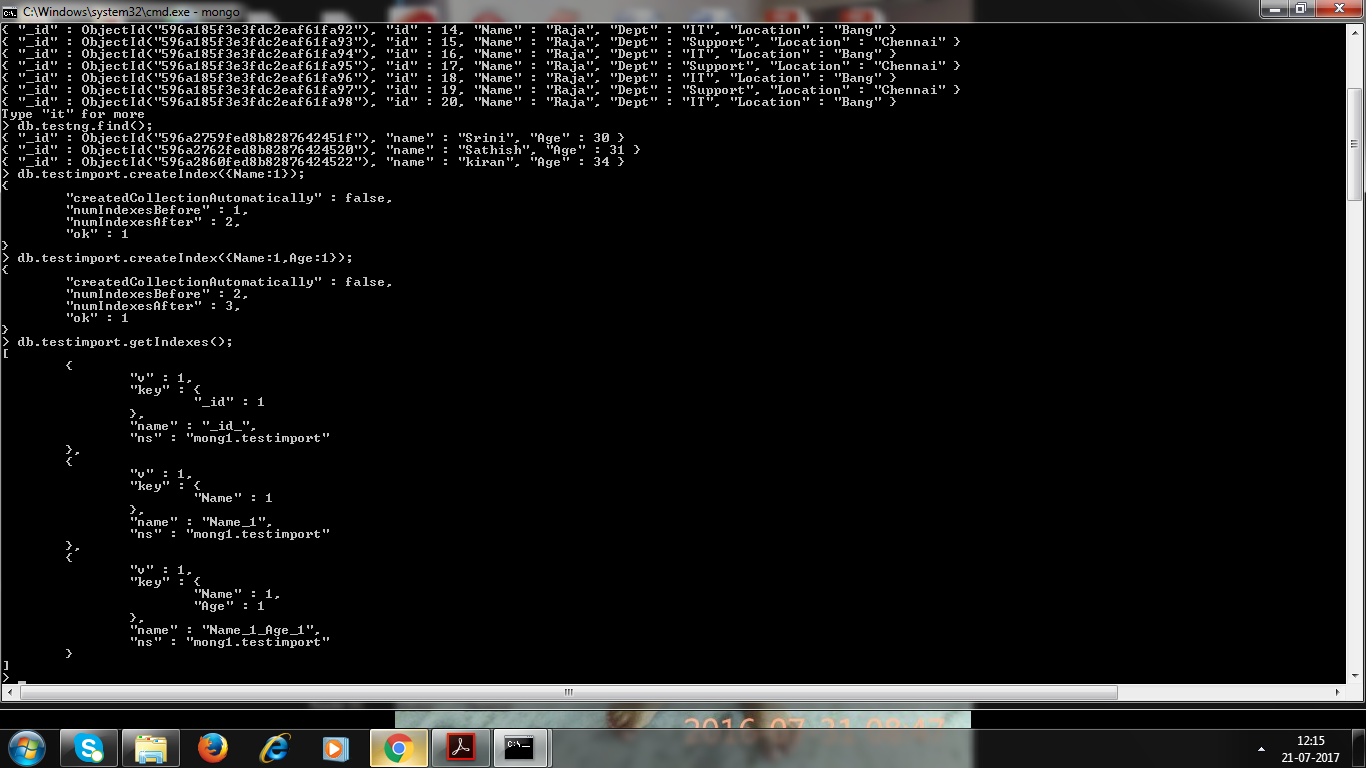 C:\Windows\system32\cmd.exe - mongo
{ "_id" : ObjectId("596a185f3e3fdc2eaf61fa92"), "id" : 14, "Name" : "Raja", "Dept" : "IT", "Location" : "Bang" }
{ "_id" : ObjectId("596a185f3e3fdc2eaf61fa93"), "id" : 15, "Name" : "Raja", "Dept" : "Support", "Location" : "Chennai" }
{ "_id" : ObjectId("596a185f3e3fdc2eaf61fa94"), "id" : 16, "Name" : "Raja", "Dept" : "IT", "Location" : "Bang" }
{ "_id" : ObjectId("596a185f3e3fdc2eaf61fa95"), "id" : 17, "Name" : "Raja", "Dept" : "Support", "Location" : "Chennai" }
{ "_id" : ObjectId("596a185f3e3fdc2eaf61fa96"), "id" : 18, "Name" : "Raja", "Dept" : "IT", "Location" : "Bang" }
{ "_id" : ObjectId("596a185f3e3fdc2eaf61fa97"), "id" : 19, "Name" : "Raja", "Dept" : "Support", "Location" : "Chennai" }
{ "_id" : ObjectId("596a185f3e3fdc2eaf61fa98"), "id" : 20, "Name" : "Raja", "Dept" : "IT", "Location" : "Bang" }
Type "it" for more
> db.testng.find();
{ "_id" : ObjectId("596a2759fed8b8287642451f"), "name" : "Srini", "Age" : 30 }
{ "_id" : ObjectId("596a2762fed8b82876424520"), "name" : "Sathish", "Age" : 31 }
{ "_id" : ObjectId("596a2860fed8b82876424522"), "name" : "kiran", "Age" : 34 }
> db.testimport.createIndex({Name:1});
{
"createdCollectionAutomatically" : false,
"numIndexesBefore" : 1,
"numIndexesAfter" : 2,
"ok" : 1
}
> db.testimport.createIndex({Name:1,Age:1});
{
"createdCollectionAutomatically" : false,
"numIndexesBefore" : 2,
"numIndexesAfter" : 3,
"ok" : 1
}
> db.testimport.getIndexes();
[
{
"v" : 1,
"key" : {
"_id" : 1
},
"name" : "_id_",
"ns" : "mong1.testimport"
},
{
"v" : 1,
"key" : {
"Name" : 1
},
"name" : "Name_1",
"ns" : "mong1.testimport"
},
{
"v" : 1,
"key" : {
"Name" : 1,
"Age" : 1
},
"name" : "Name_1_Age_1",
"ns" : "mong1.testimport"
}
]
> _
12:15
21-07-2017